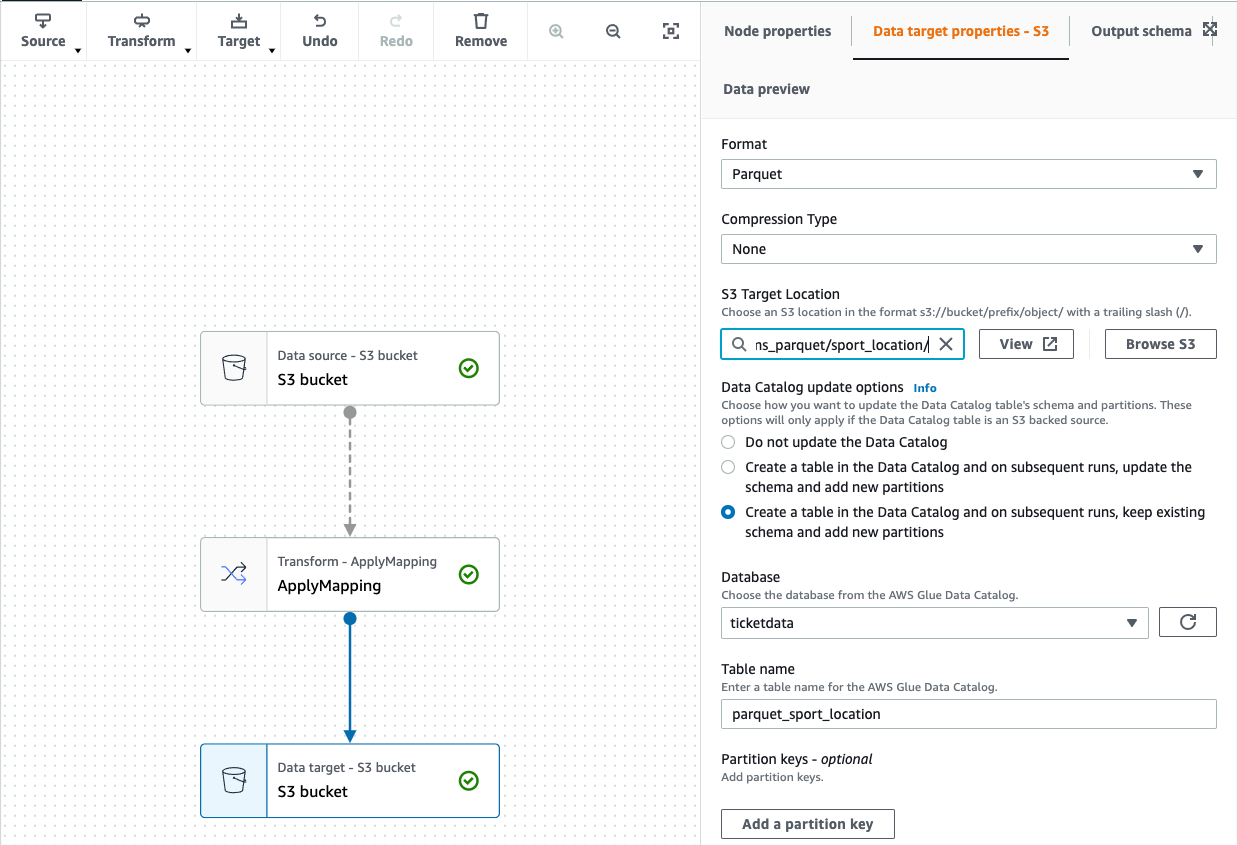 Source
Transform
Target
Undo
Redo
Remove
Node properties
Data target properties - S3
Output schema
Data preview
Data source - S3 bucket
S3 bucket
Transform - ApplyMapping
ApplyMapping
Data target - S3 bucket
S3 bucket
Format
Parquet
Compression Type
None
S3 Target Location
Choose an S3 location in the format s3://bucket/prefix/object/ with a trailing slash (/).
ns_parquet/sport_location/
View
Browse S3
Data Catalog update options Info
Choose how you want to update the Data Catalog table's schema and partitions. These
options will only apply if the Data Catalog table is an S3 backed source.
Do not update the Data Catalog
Create a table in the Data Catalog and on subsequent runs, update the
schema and add new partitions
Create a table in the Data Catalog and on subsequent runs, keep existing
schema and add new partitions
Database
Choose the database from the AWS Glue Data Catalog.
ticketdata
Table name
Enter a table name for the AWS Glue Data Catalog.
parquet_sport_location
Partition keys - optional
Add partition keys.
Add a partition key